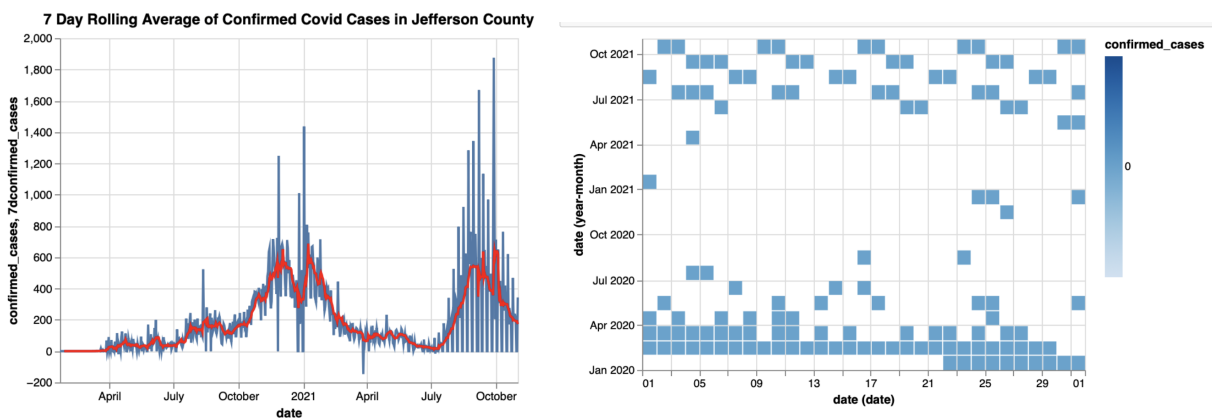 7 Day Rolling Average of Confirmed Covid Cases in Jefferson County
confirmed_cases, 7dconfirmed_cases
2,000
1,800
1,600
1,400
1,200
1,000
800
600
400
200
0
−200
April
July
October
2021
April
July
October
date
date (year-month)
Oct 2021
Jul 2021
Apr 2021
Jan 2021
Oct 2020
Jul 2020
Apr 2020
Jan 2020
01
05
09
13
17
21
25
29
01
date (date)
confirmed_cases
0